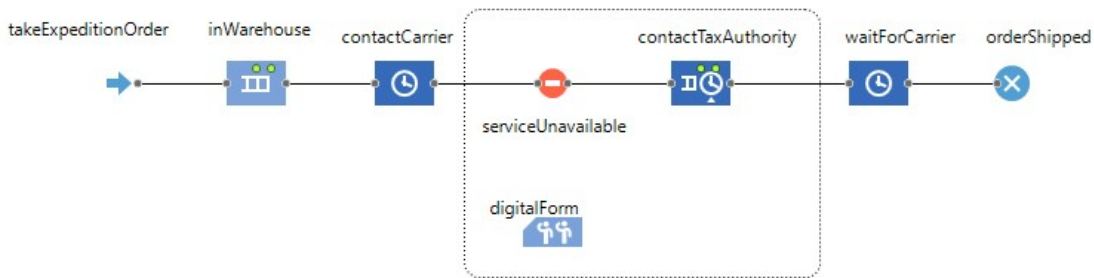 takeExpeditionOrder
inWarehouse
contactCarrier
contactTaxAuthority
waitForCarrier
orderShipped
serviceUnavailable
digitalForm